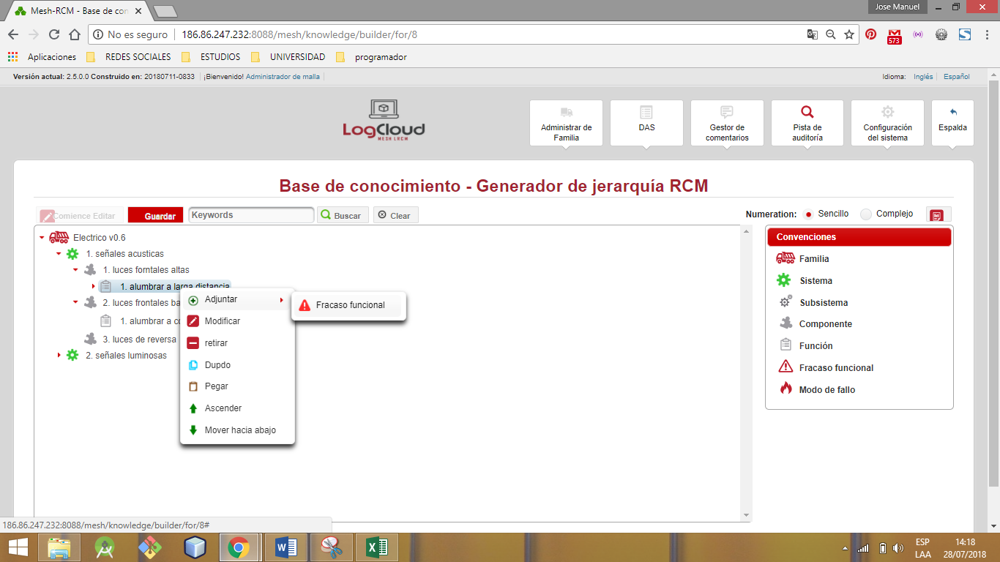 Mesh-RCM - Base de con
Jose Manuel
No es seguro 186.86.247.232:8088/mesh/knowledge/builder/for/8
573
Aplicaciones REDES SOCIALES ESTUDIOS UNIVERSIDAD programador
Versión actual: 2.5.0.0 Construido en: 20180711-0833 ¡Bienvenido! Administrador de malla
Idioma: Inglés Español
LogCloud
MESH LRCM
Administrar de
Familia
DAS
Gestor de
comentarios
Pista de
auditoría
Configuración
del sistema
Espalda
Base de conocimiento - Generador de jerarquía RCM
Comience Editar Guardar Keywords Buscar Clear
Numeration: Sencillo Complejo
Electrico v0.6
1. señales acusticas
1. luces forntales altas
1. alumbrar a larga distancia
2. luces frontales ba
1. alumbrar a co
3. luces de reversa
2. señales luminosas
Adjuntar
Modificar
retirar
Dupdo
Pegar
Ascender
Mover hacia abajo
Fracaso funcional
Convenciones
Familia
Sistema
Subsistema
Componente
Función
Fracaso funcional
Modo de fallo
186.86.247.232:8088/mesh/knowledge/builder/for/8#
ESP
LAA
14:18
28/07/2018